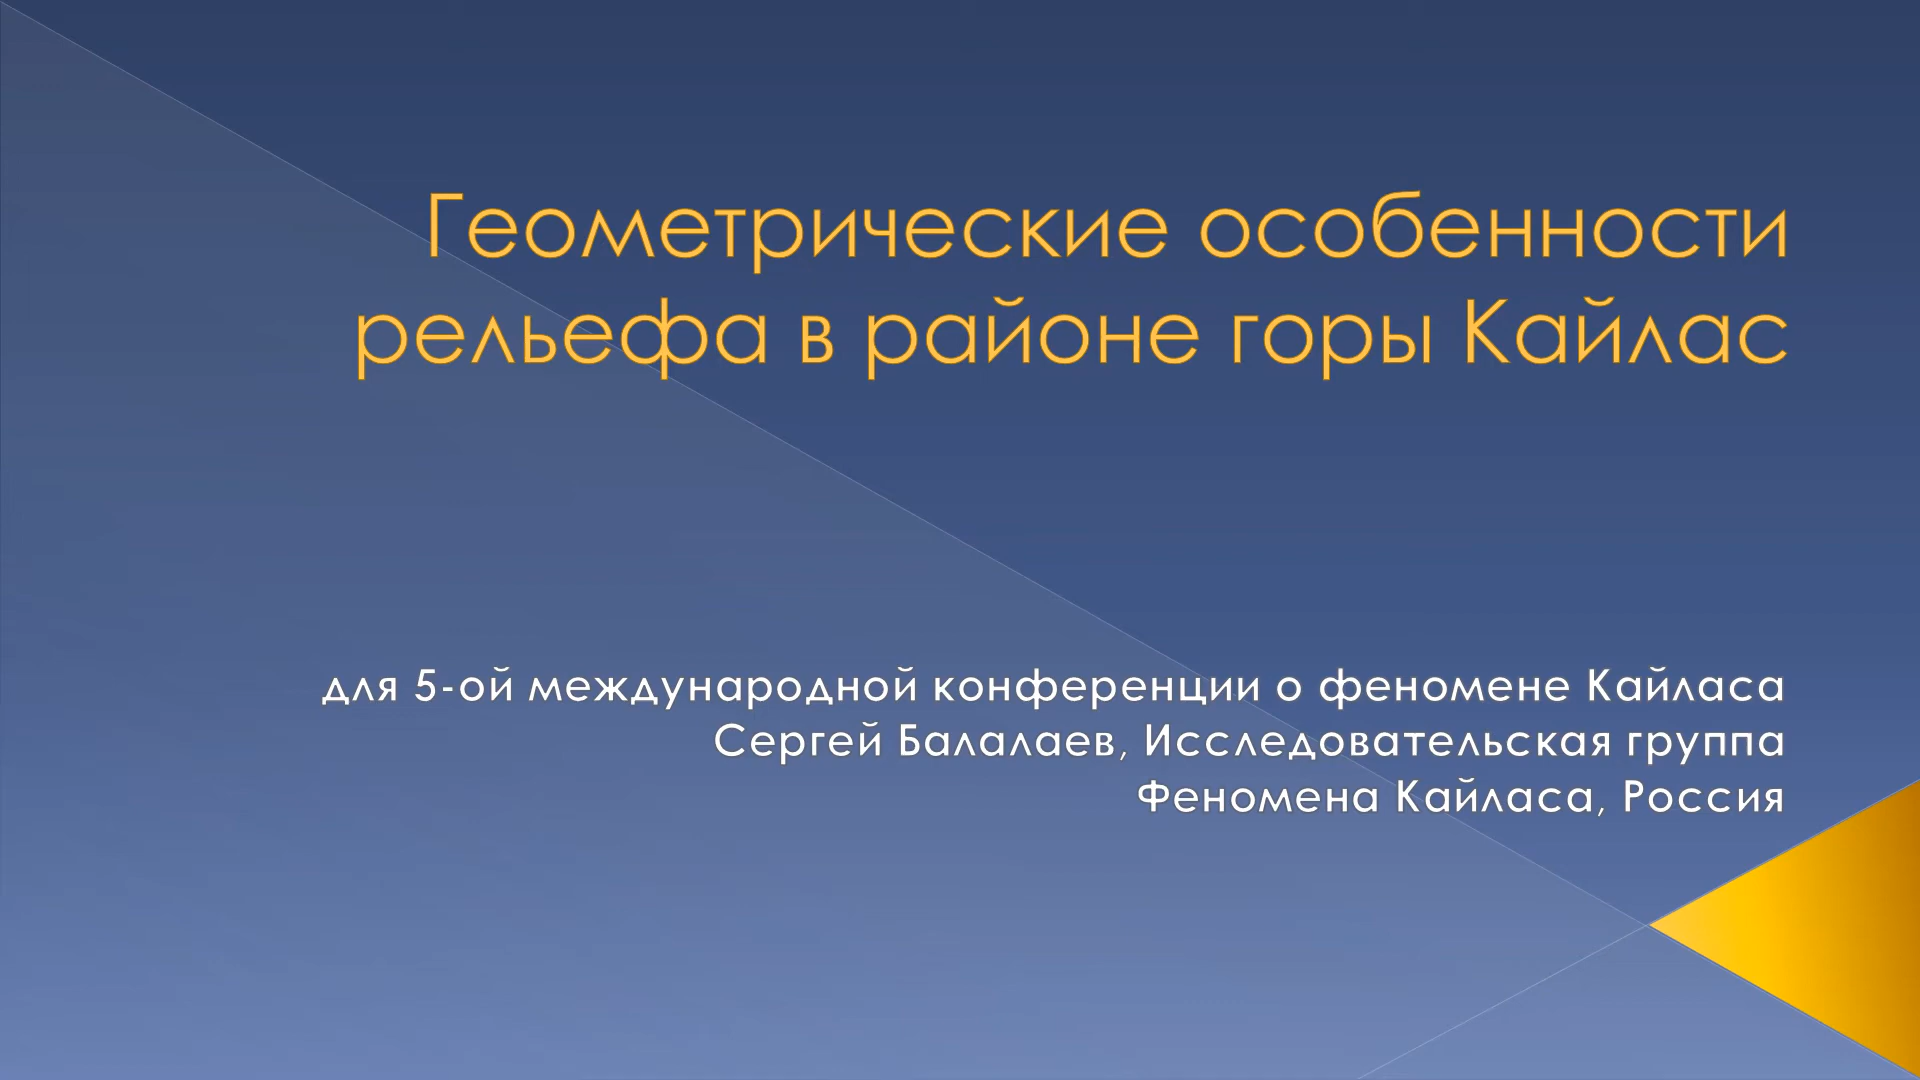 Геометрические особенности
рельефа в районе горы Кайлас
для 5-ой международной конференции о феномене Кайласа
Сергей Балалаев, Исследовательская группа
Феномена Кайласа, Россия